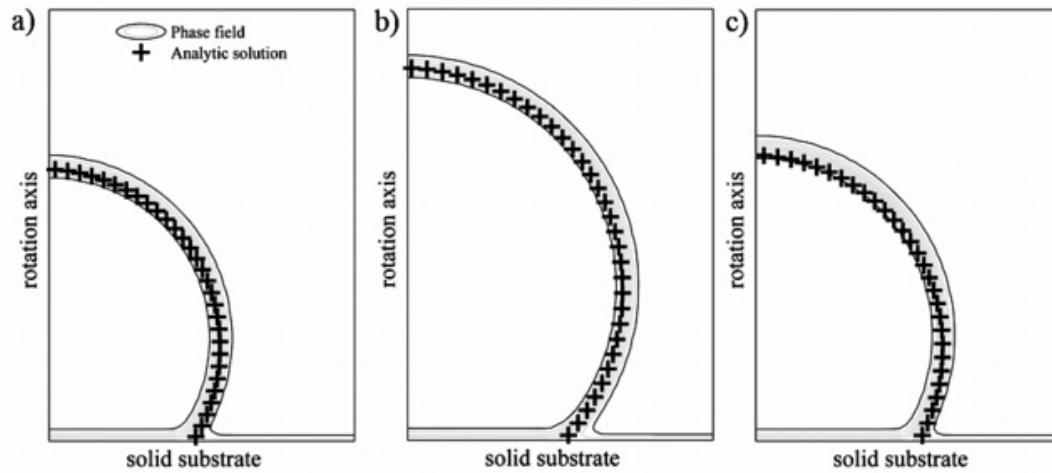 a)
Phase field
Analytic solution
rotation axis
solid substrate
b)
rotation axis
solid substrate
c)
rotation axis
solid substrate